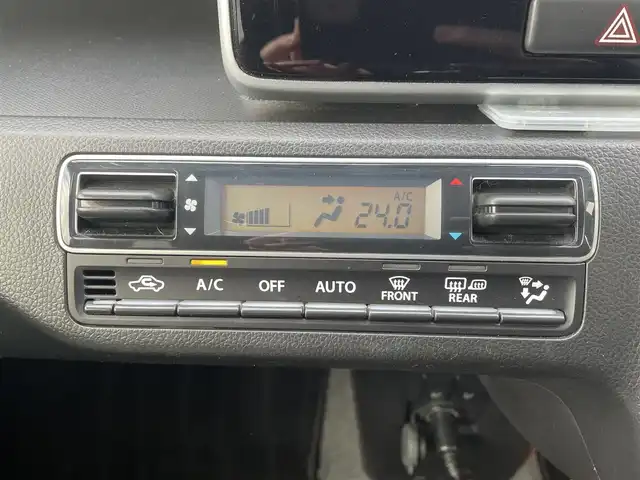 A/C
24.0
A/C OFF AUTO FRONT REAR